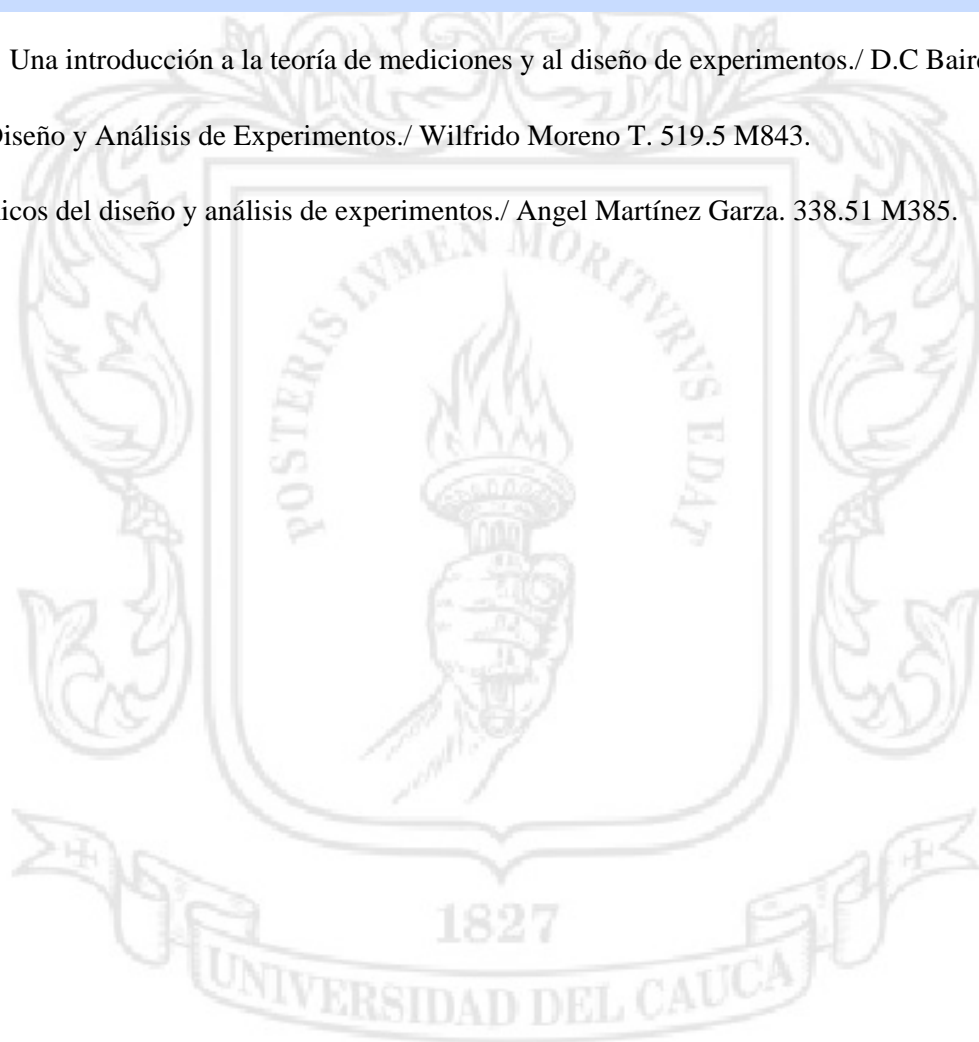 Una introducción a la teoría de mediciones y al diseño de experimentos./ D.C Baird
Diseño y Análisis de Experimentos./ Wilfrido Moreno T. 519.5 M843.
icos del diseño y análisis de experimentos./ Angel Martínez Garza. 338.51 M385.
POSTERIS LVMEN MORITVRVS EDAT
1827
UNIVERSIDAD DEL CAUCA